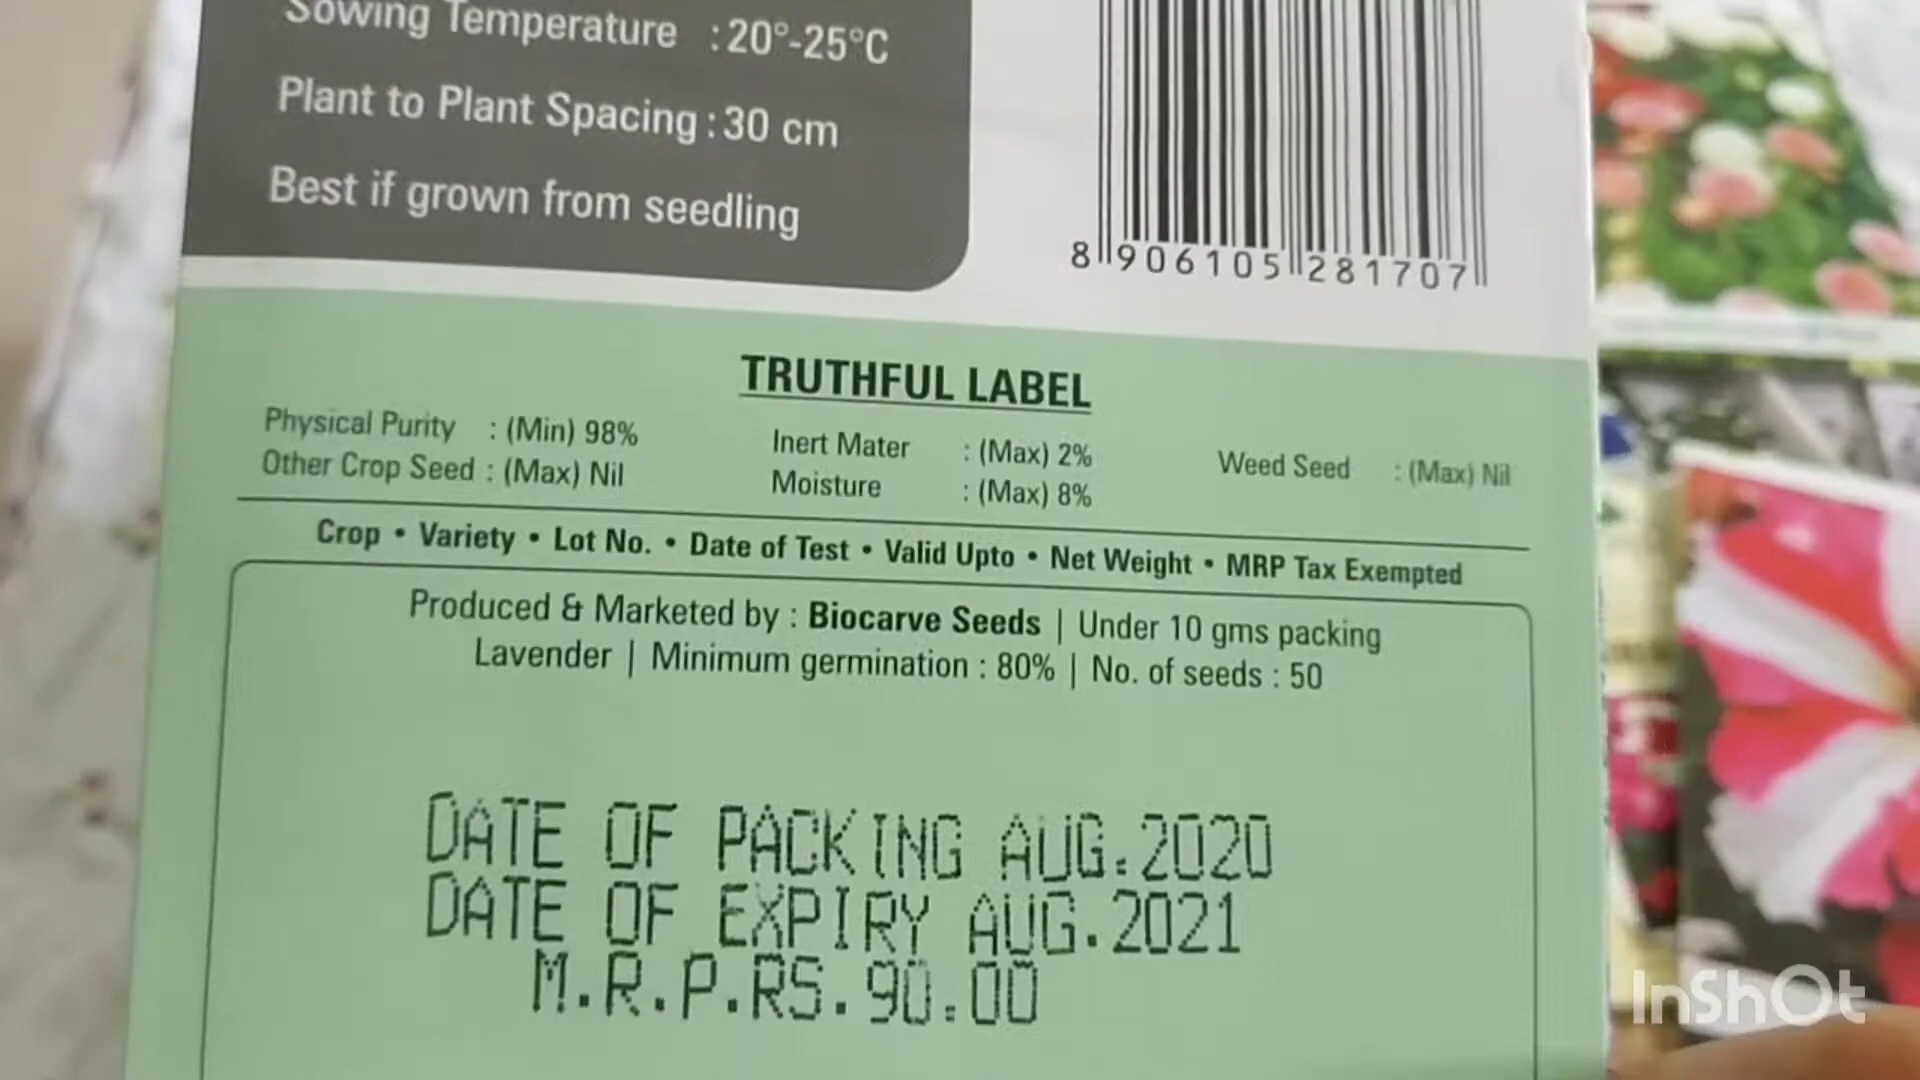 Sowing Temperature : 20°-25°C
Plant to Plant Spacing : 30 cm
Best if grown from seedling
8 906105 281707
TRUTHFUL LABEL
Physical Purity : (Min) 98% Inert Mater : (Max) 2% Weed Seed : (Max) Nil
Other Crop Seed : (Max) Nil Moisture : (Max) 8%
Crop • Variety • Lot No. • Date of Test • Valid Upto • Net Weight • MRP Tax Exempted
Produced & Marketed by : Biocarve Seeds | Under 10 gms packing
Lavender | Minimum germination : 80% | No. of seeds : 50
DATE OF PACKING AUG.2020
DATE OF EXPIRY AUG.2021
M.R.P.RS.90.00
InShOt